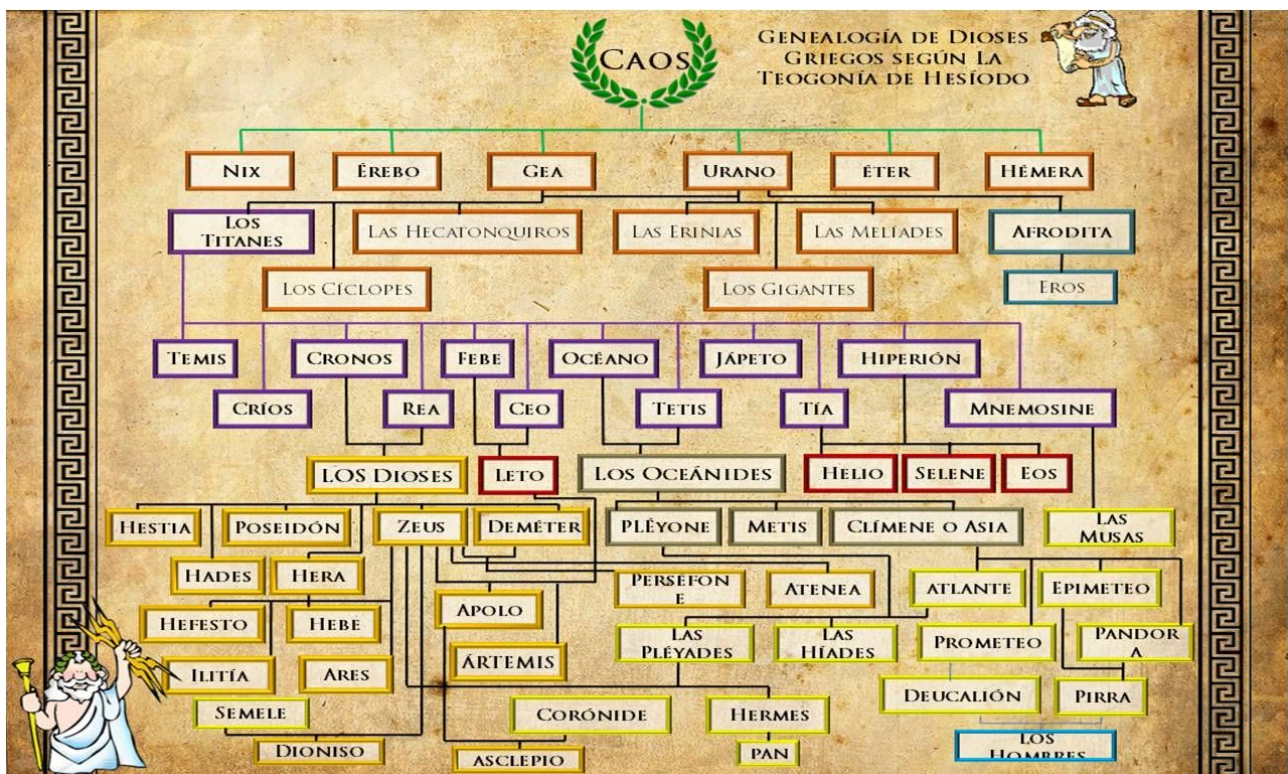 CAOS
GENEALOGÍA DE DIOSES
GRIEGOS SEGÚN LA
TEOGONÍA DE HESÍODO
NIX
ÉREBO
GEA
URANO
ÉTER
HÉMERA
LOS
TITANES
LAS HECATONQUIROS
LAS ERINIAS
LAS MELÍADES
AFRODITA
LOS CÍCLOPES
LOS GIGANTES
EROS
TEMIS
CRONOS
FEBE
OCÉANO
JÁPETO
HIPERIÓN
CRÍOS
REA
CEO
TETIS
TÍA
MNEMOSINE
LOS DIOSES
LETO
LOS OCEÁNIDES
HELIO
SELENE
EOS
HESTIA
POSEIDÓN
ZEUS
DEMÉTER
PLÉYONE
METIS
CLÍMENE O ASIA
LAS
MUSAS
HADES
HERA
PERSÉFON
E
ATENEA
ATLANTE
EPIMETEO
HEFESTO
HEBE
APOLO
LAS
PLÉYADES
LAS
HÍADES
PROMETEO
PANDOR
A
ILITÍA
ARES
ÁRTEMIS
DEUCALIÓN
PIRRA
SEMELE
CORÓNIDE
HERMES
DIONISO
ASCLEPIO
PAN
LOS
HOMBRES